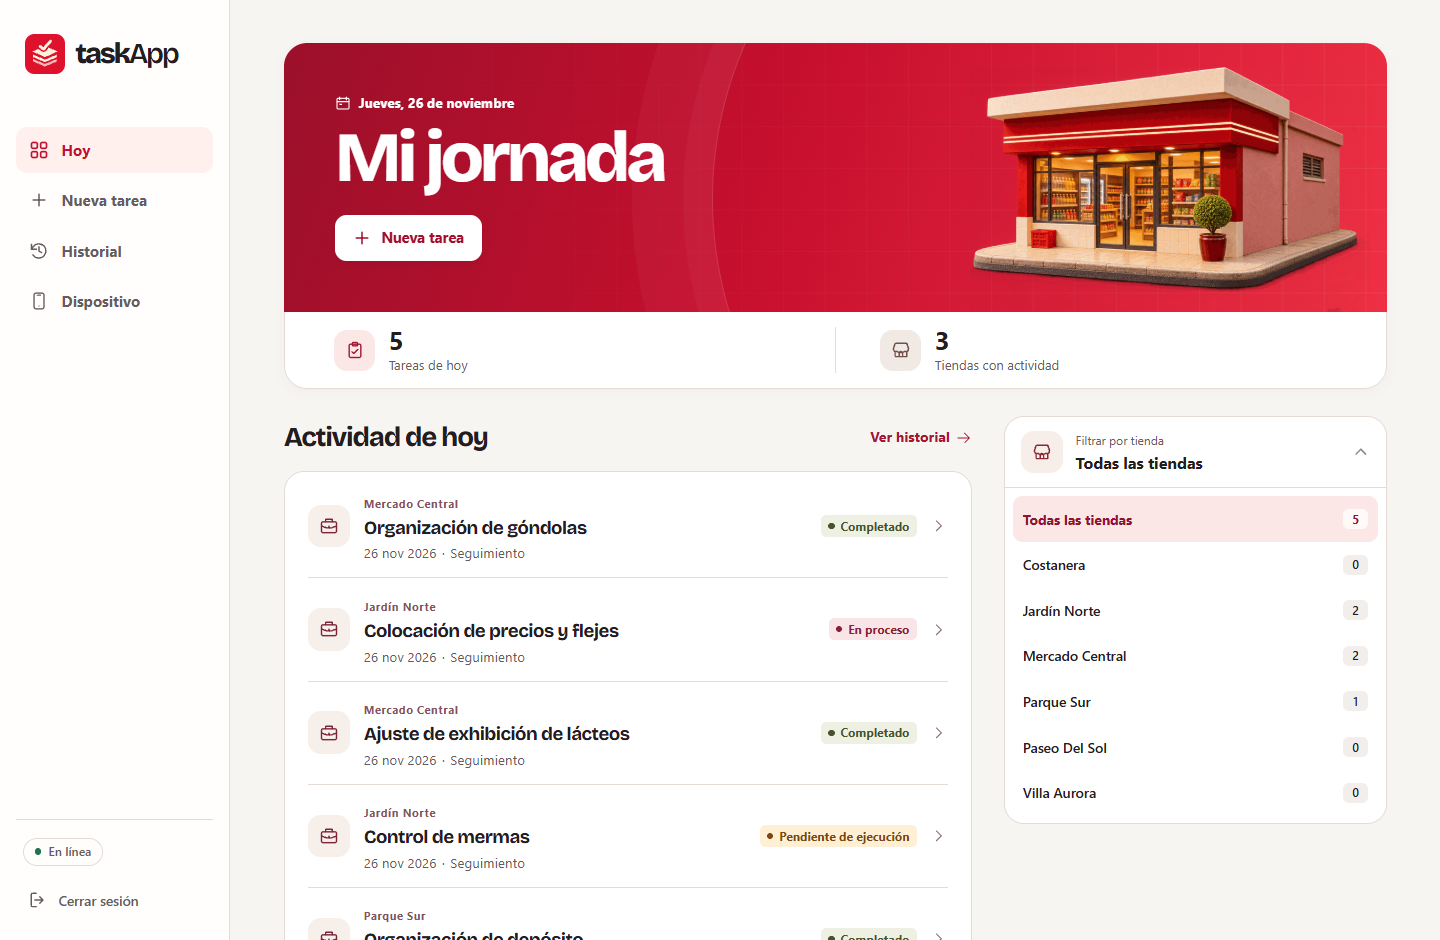 taskApp
Hoy
Nueva tarea
Historial
Dispositivo
En línea
Cerrar sesión
Jueves, 26 de noviembre
Mi jornada
Nueva tarea
5
Tareas de hoy
3
Tiendas con actividad
Actividad de hoy
Ver historial
Mercado Central
Organización de góndolas
26 nov 2026 · Seguimiento
Completado
Jardín Norte
Colocación de precios y flejes
26 nov 2026 · Seguimiento
En proceso
Mercado Central
Ajuste de exhibición de lácteos
26 nov 2026 · Seguimiento
Completado
Jardín Norte
Control de mermas
26 nov 2026 · Seguimiento
Pendiente de ejecución
Parque Sur
Organización de depósito
Completado
Filtrar por tienda
Todas las tiendas
Todas las tiendas 5
Costanera 0
Jardín Norte 2
Mercado Central 2
Parque Sur 1
Paseo Del Sol 0
Villa Aurora 0